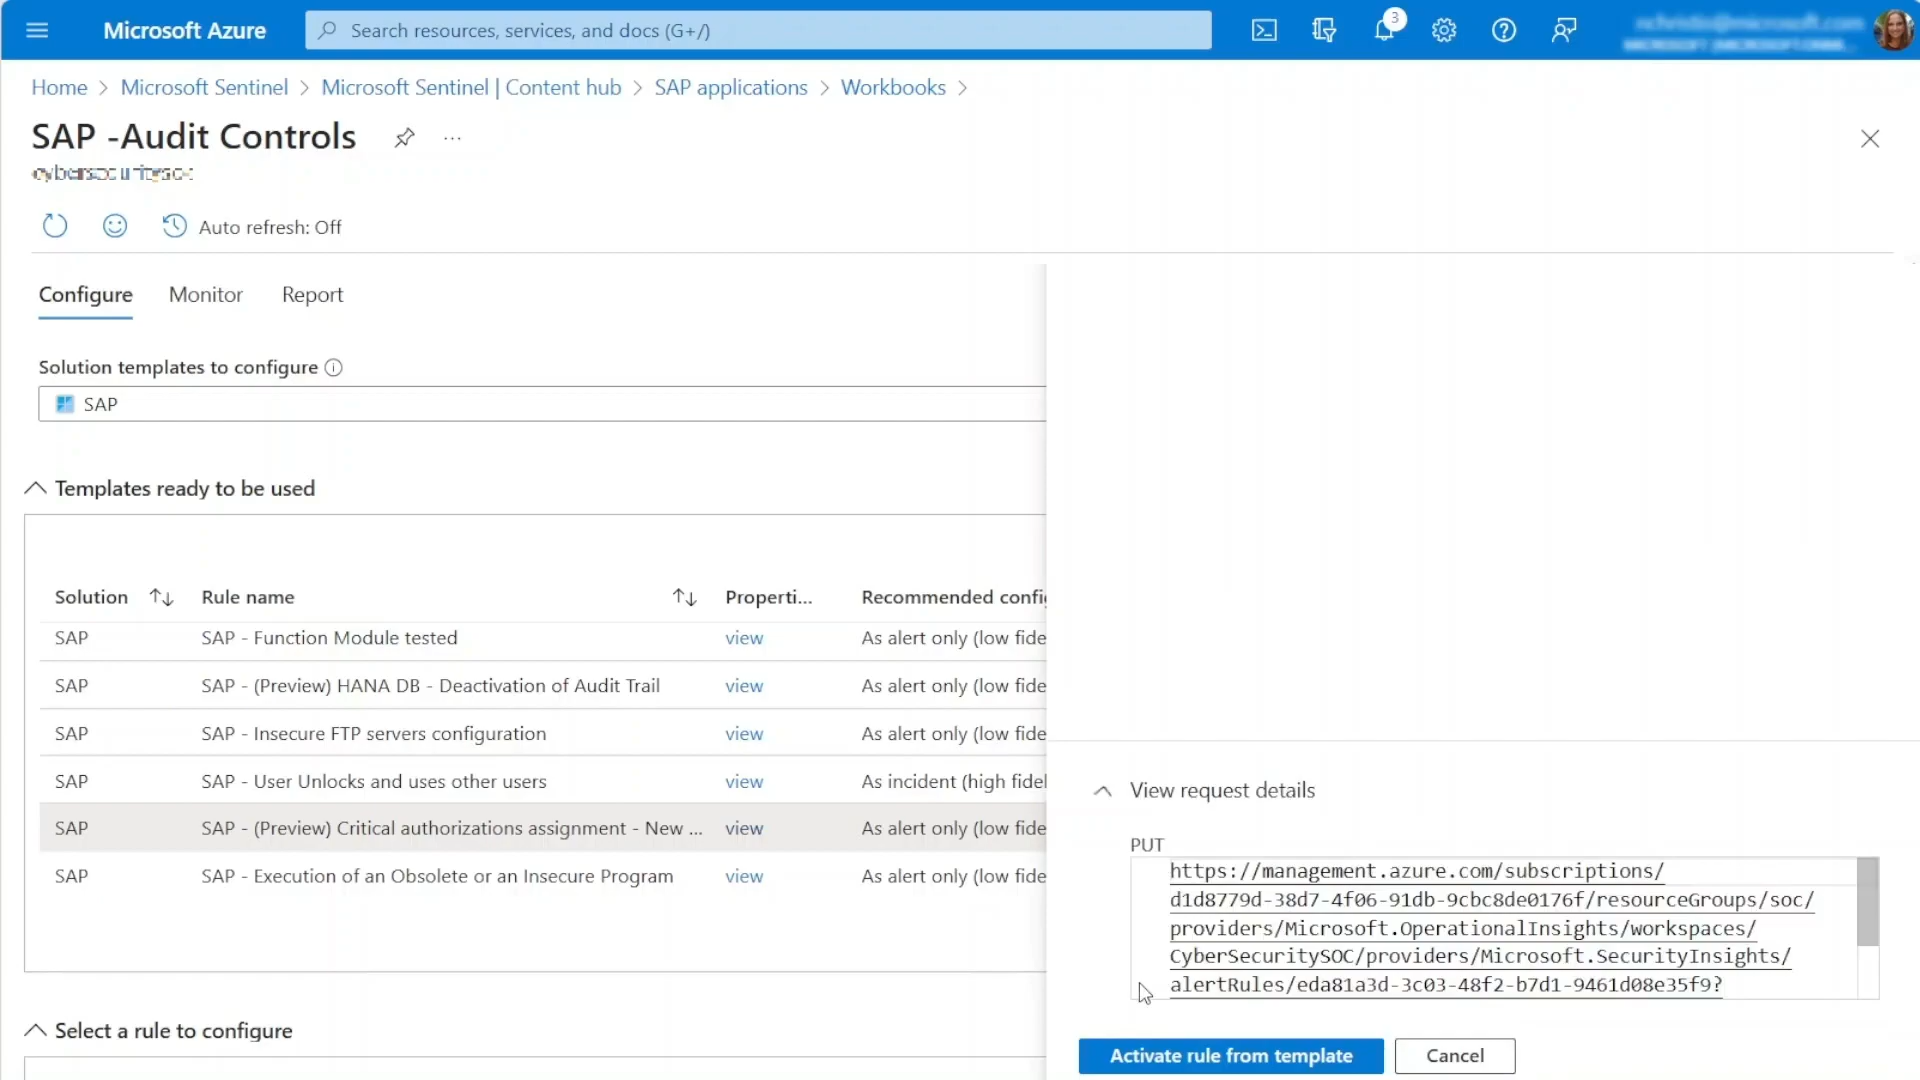 Microsoft Azure
Search resources, services, and docs (G+/)
3
Home > Microsoft Sentinel > Microsoft Sentinel | Content hub > SAP applications > Workbooks >
SAP -Audit Controls
...
Auto refresh: Off
Configure Monitor Report
Solution templates to configure
SAP
Templates ready to be used
Solution Rule name Properti... Recommended config
SAP SAP - Function Module tested view As alert only (low fide
SAP SAP - (Preview) HANA DB - Deactivation of Audit Trail view As alert only (low fide
SAP SAP - Insecure FTP servers configuration view As alert only (low fide
SAP SAP - User Unlocks and uses other users view As incident (high fidel
SAP SAP - (Preview) Critical authorizations assignment - New ... view As alert only (low fide
SAP SAP - Execution of an Obsolete or an Insecure Program view As alert only (low fide
Select a rule to configure
View request details
PUT
https://management.azure.com/subscriptions/
d1d8779d-38d7-4f06-91db-9cbc8de0176f/resourceGroups/soc/
providers/Microsoft.OperationalInsights/workspaces/
CyberSecuritySOC/providers/Microsoft.SecurityInsights/
alertRules/eda81a3d-3c03-48f2-b7d1-9461d08e35f9?
Activate rule from template Cancel